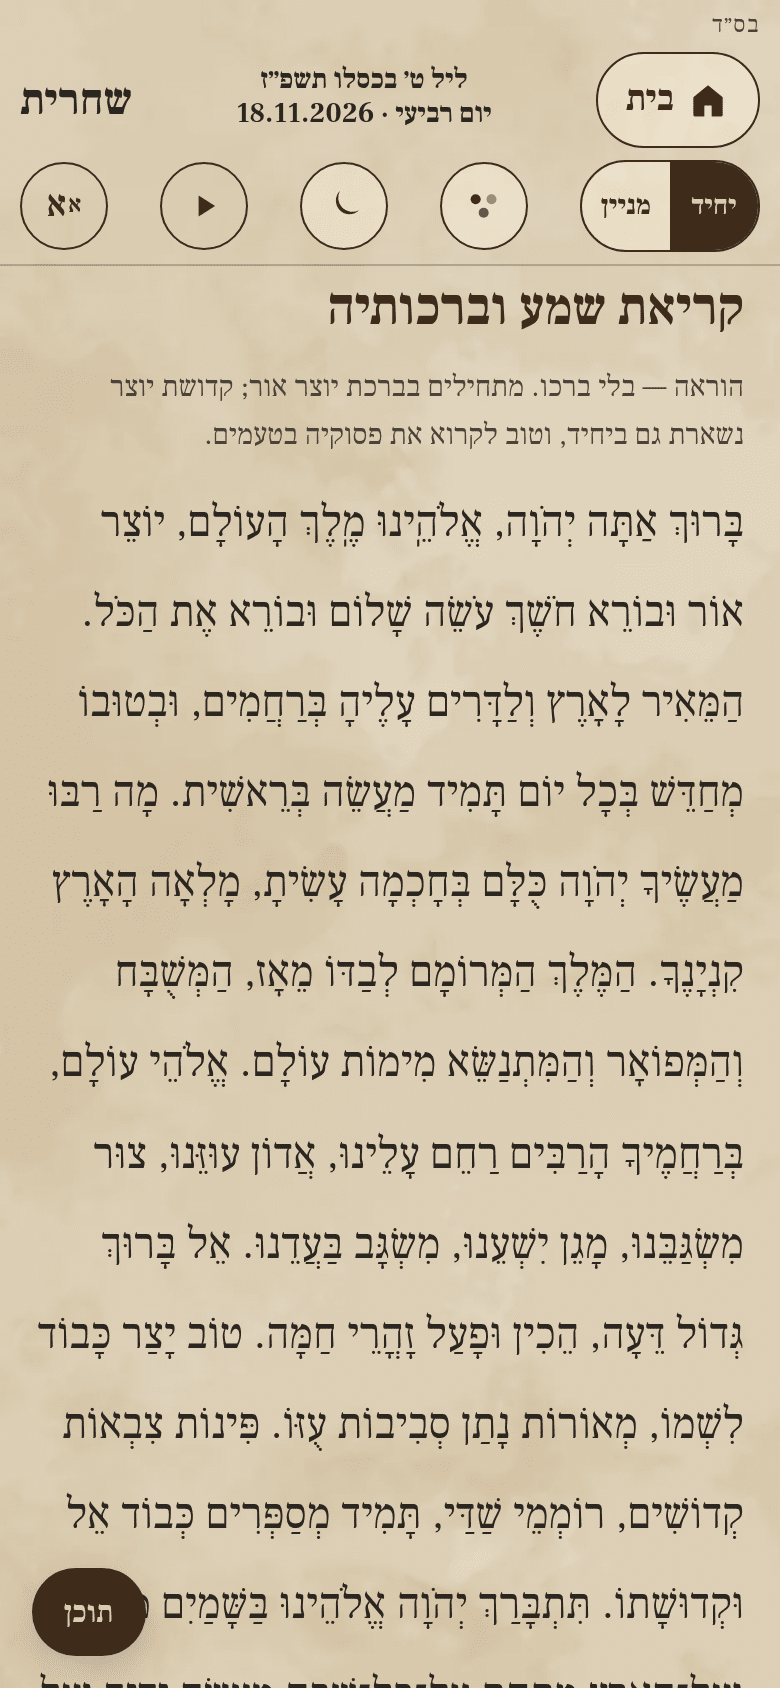 בס״ד
בית
ליל ט׳ בכסלו תשפ״ז
יום רביעי · 18.11.2026
שחרית
יחיד
מניין
אא
קריאת שמע וברכותיה
הוראה — בלי ברכו. מתחילים בברכת יוצר אור; קדושת יוצר
נשארת גם ביחיד, וטוב לקרוא את פסוקיה בטעמים.
בָּרוּךְ אַתָּה יְהֹוָה, אֱלֹהֵֽינוּ מֶֽלֶךְ הָעוֹלָם, יוֹצֵר
אוֹר וּבוֹרֵא חֹשֶׁךְ עֹשֶׂה שָׁלוֹם וּבוֹרֵא אֶת הַכֹּל.
הַמֵּאִיר לָאָרֶץ וְלַדָּרִים עָלֶיהָ בְּרַחֲמִים, וּבְטוּבוֹ
מְחַדֵּשׁ בְּכָל יוֹם תָּמִיד מַעֲשֵׂה בְּרֵאשִׁית. מָה רַבּוּ
מַעֲשֶׂיךָ יְהֹוָה כֻּלָּם בְּחָכְמָה עָשִׂיתָ, מָלְאָה הָאָרֶץ
קִנְיָנֶךָ. הַמֶּלֶךְ הַמְּרוֹמָם לְבַדּוֹ מֵאָז, הַמְּשֻׁבָּח
וְהַמְּפוֹאָר וְהַמִּתְנַשֵּׂא מִימוֹת עוֹלָם. אֱלֹהֵי עוֹלָם,
בְּרַחֲמֶיךָ הָרַבִּים רַחֵם עָלֵינוּ, אֲדוֹן עוּזֵּנוּ, צוּר
מִשְׂגַּבֵּנוּ, מָגֵן יִשְׁעֵנוּ, מִשְׂגָּב בַּעֲדֵנוּ. אֵל בָּרוּךְ
גְּדוֹל דֵּעָה, הֵכִין וּפָעַל זָהֳרֵי חַמָּה. טוֹב יָצַר כָּבוֹד
לִשְׁמוֹ, מְאוֹרוֹת נָתַן סְבִיבוֹת עֻזּוֹ. פִּינוֹת צִבְאוֹת
קְדוֹשִׁים, רוֹמְמֵי שַׁדַּי, תָּמִיד מְסַפְּרִים כְּבוֹד אֵל
וּקְדוּשָׁתוֹ. תִּתְבָּרַךְ יְהֹוָה אֱלֹהֵינוּ בַּשָּׁמַיִם
תוכן